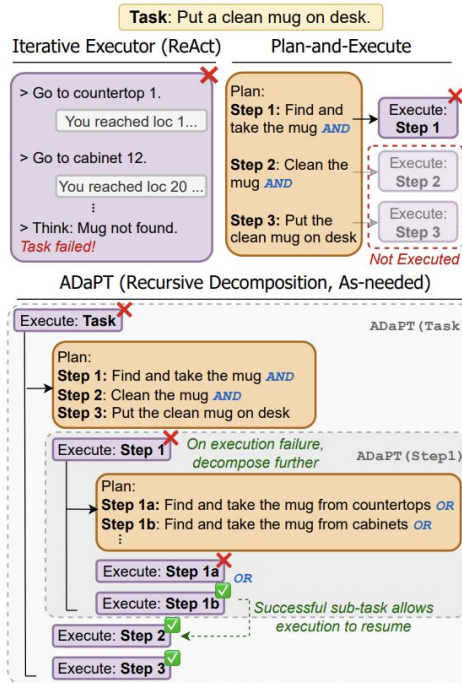 Task: Put a clean mug on desk.
Iterative Executor (ReAct)
> Go to countertop 1.
You reached loc 1...
> Go to cabinet 12.
You reached loc 20 ...
⋮
> Think: Mug not found.
Task failed!
Plan-and-Execute
Plan:
Step 1: Find and
take the mug AND
Step 2: Clean the
mug AND
Step 3: Put the
clean mug on desk
Execute:
Step 1
Execute:
Step 2
Execute:
Step 3
Not Executed
ADaPT (Recursive Decomposition, As-needed)
Execute: Task
ADaPT(Task
Plan:
Step 1: Find and take the mug AND
Step 2: Clean the mug AND
Step 3: Put the clean mug on desk
Execute: Step 1
On execution failure,
decompose further
ADaPT(Step1)
Plan:
Step 1a: Find and take the mug from countertops OR
Step 1b: Find and take the mug from cabinets OR
⋮
Execute: Step 1a
OR
Execute: Step 1b
Successful sub-task allows
execution to resume
Execute: Step 2
Execute: Step 3